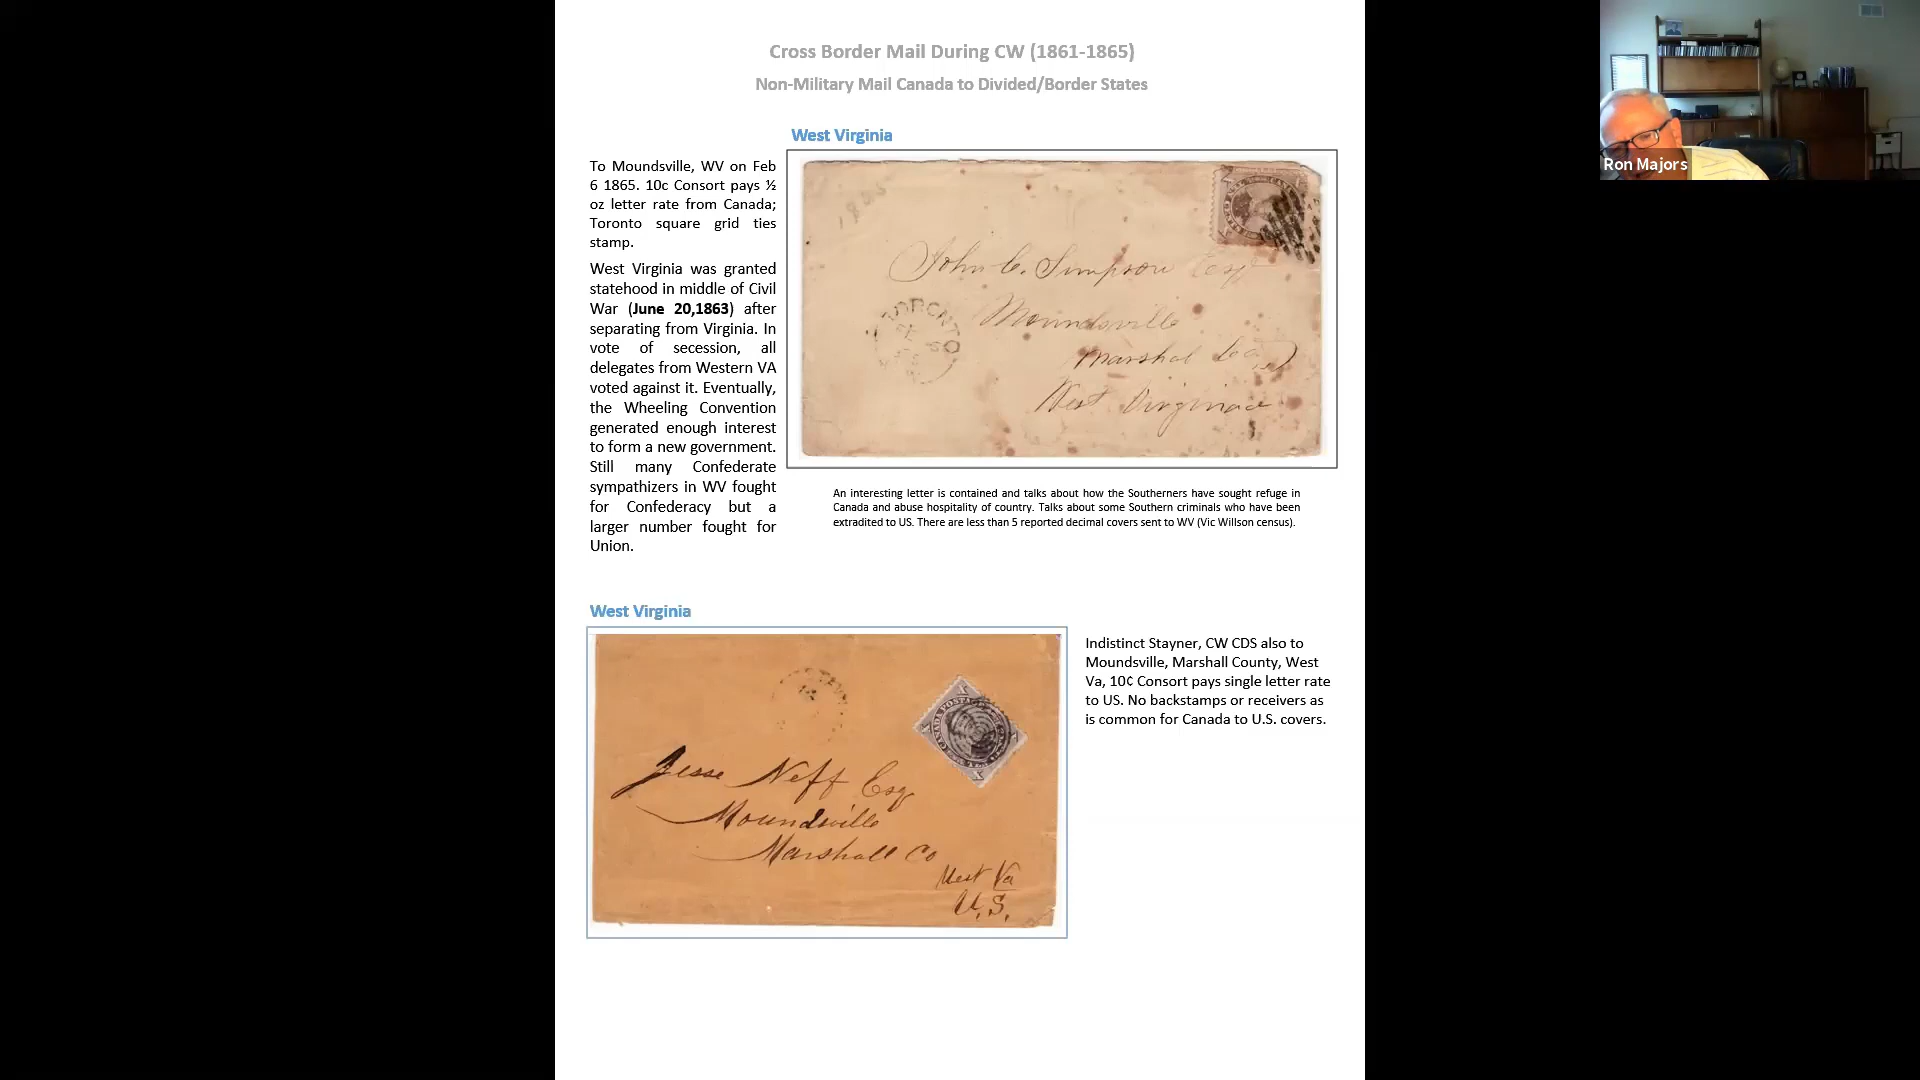 Cross Border Mail During CW (1861-1865)
Non-Military Mail Canada to Divided/Border States
West Virginia
To Moundsville, WV on Feb
6 1865. 10c Consort pays ½
oz letter rate from Canada;
Toronto square grid ties
stamp.
West Virginia was granted
statehood in middle of Civil
War (June 20,1863) after
separating from Virginia. In
vote of secession, all
delegates from Western VA
voted against it. Eventually,
the Wheeling Convention
generated enough interest
to form a new government.
Still many Confederate
sympathizers in WV fought
for Confederacy but a
larger number fought for
Union.
1865
John C. Simpson Esq
Moundsville
Marshal Co
West Virginia
TORONTO
FE 6
An interesting letter is contained and talks about how the Southerners have sought refuge in
Canada and abuse hospitality of country. Talks about some Southern criminals who have been
extradited to US. There are less than 5 reported decimal covers sent to WV (Vic Willson census).
West Virginia
CANADA POSTAGE
Jesse Neff Esq
Moundsville
Marshall Co
West Va
U.S.
Indistinct Stayner, CW CDS also to
Moundsville, Marshall County, West
Va, 10¢ Consort pays single letter rate
to US. No backstamps or receivers as
is common for Canada to U.S. covers.
Ron Majors